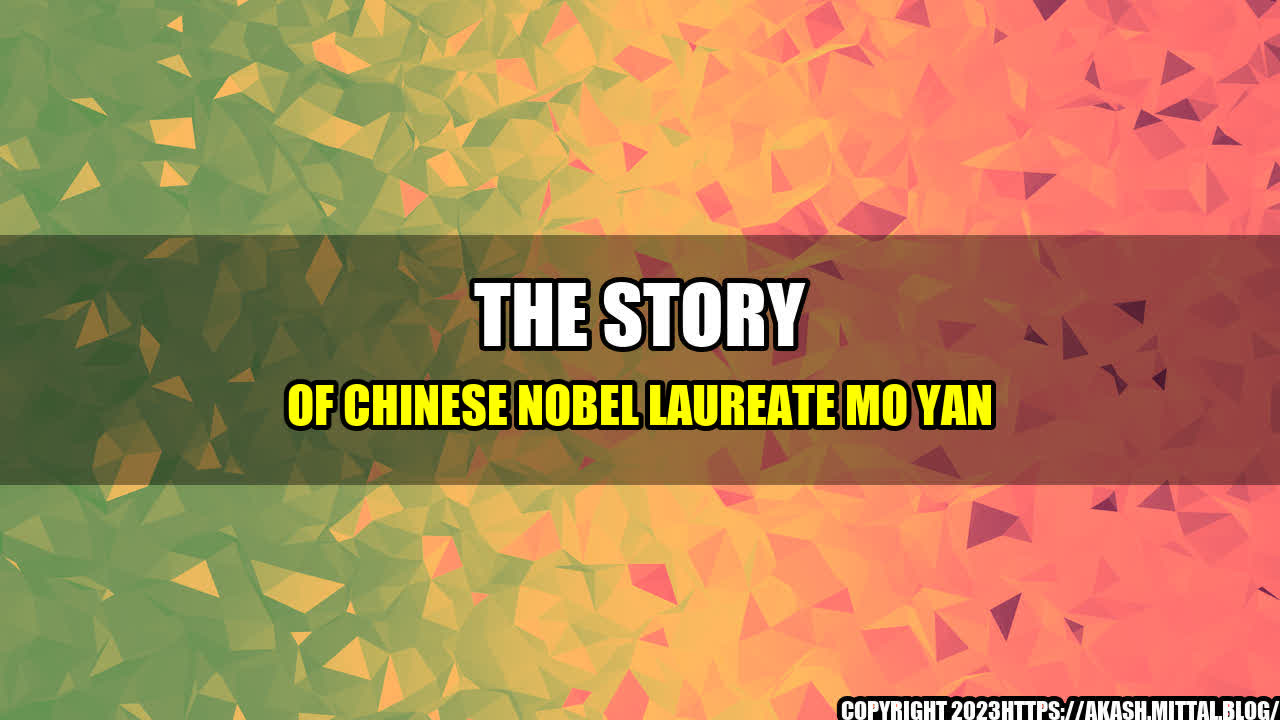 THE STORY
OF CHINESE NOBEL LAUREATE MO YAN
COPYRIGHT 2023HTTPS://AKASH.MITTAL.BLOG/